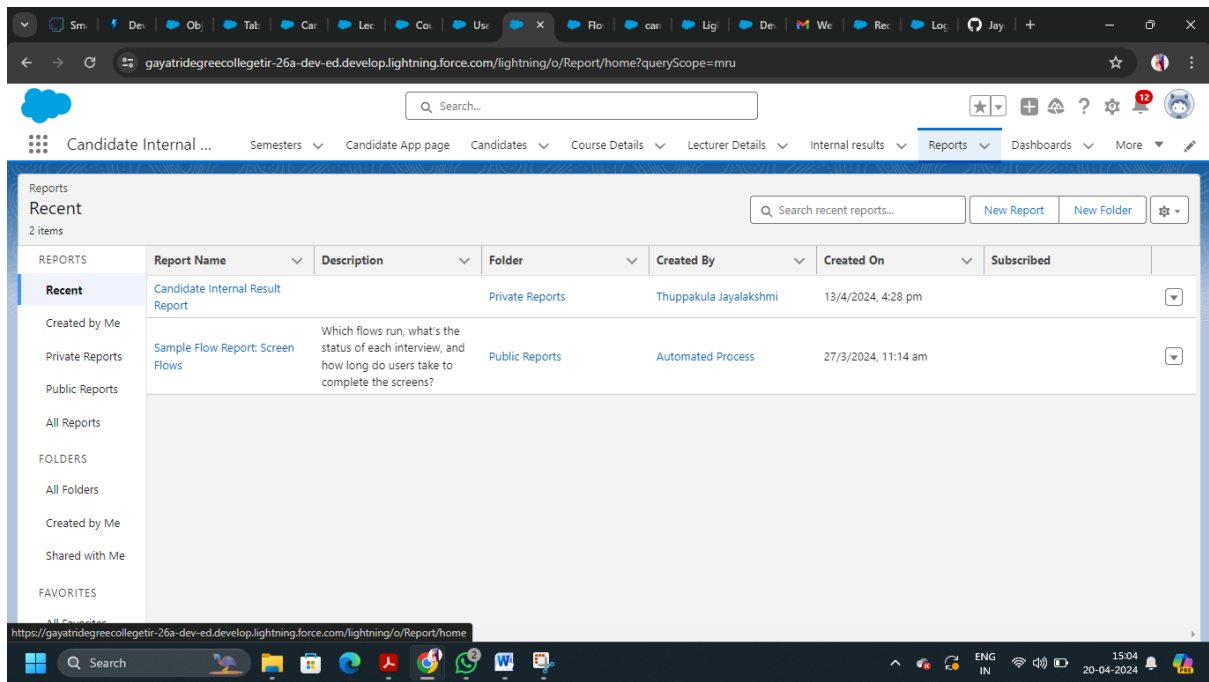 Sm
Dev
Obj
Tab
Car
Lec
Cou
Use
Flo
can
Ligl
Dev
We
Rec
Log
Jay
gayatridegreecollegetir-26a-dev-ed.develop.lightning.force.com/lightning/o/Report/home?queryScope=mru
Search...
12
Candidate Internal ...
Semesters
Candidate App page
Candidates
Course Details
Lecturer Details
Internal results
Reports
Dashboards
More
Reports
Recent
2 items
Search recent reports...
New Report
New Folder
REPORTS
Recent
Created by Me
Private Reports
Public Reports
All Reports
FOLDERS
All Folders
Created by Me
Shared with Me
FAVORITES
Report Name
Description
Folder
Created By
Created On
Subscribed
Candidate Internal Result
Report
Private Reports
Thuppakula Jayalakshmi
13/4/2024, 4:28 pm
Sample Flow Report: Screen
Flows
Which flows run, what's the
status of each interview, and
how long do users take to
complete the screens?
Public Reports
Automated Process
27/3/2024, 11:14 am
https://gayatridegreecollegetir-26a-dev-ed.develop.lightning.force.com/lightning/o/Report/home
Search
2
ENG
IN
15:04
20-04-2024
PRE